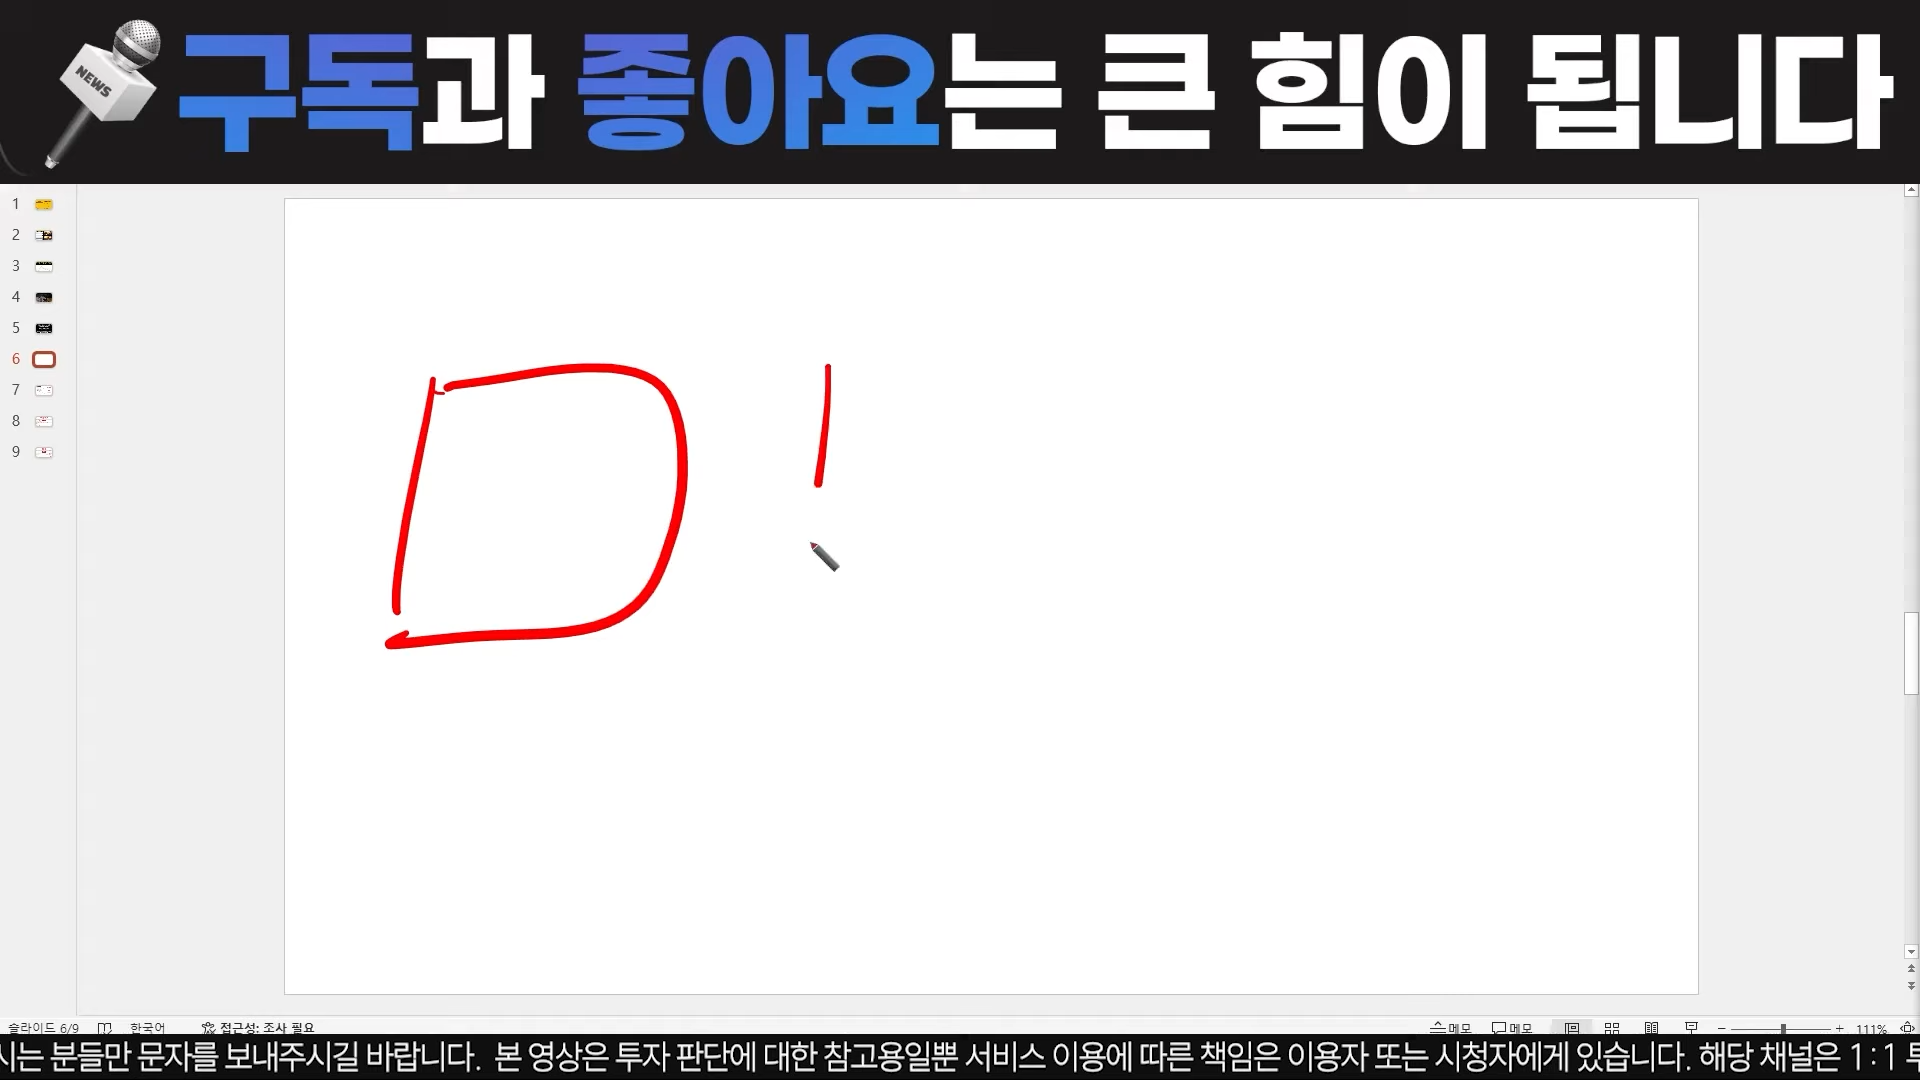 NEWS
구독과 좋아요는 큰 힘이 됩니다
1
2
3
4
5
6
7
8
9
D
슬라이드 6/9 한국어 접근성: 조사 필요 메모 메모 111%
시는 분들만 문자를 보내주시길 바랍니다. 본 영상은 투자 판단에 대한 참고용일뿐 서비스 이용에 따른 책임은 이용자 또는 시청자에게 있습니다. 해당 채널은 1 : 1